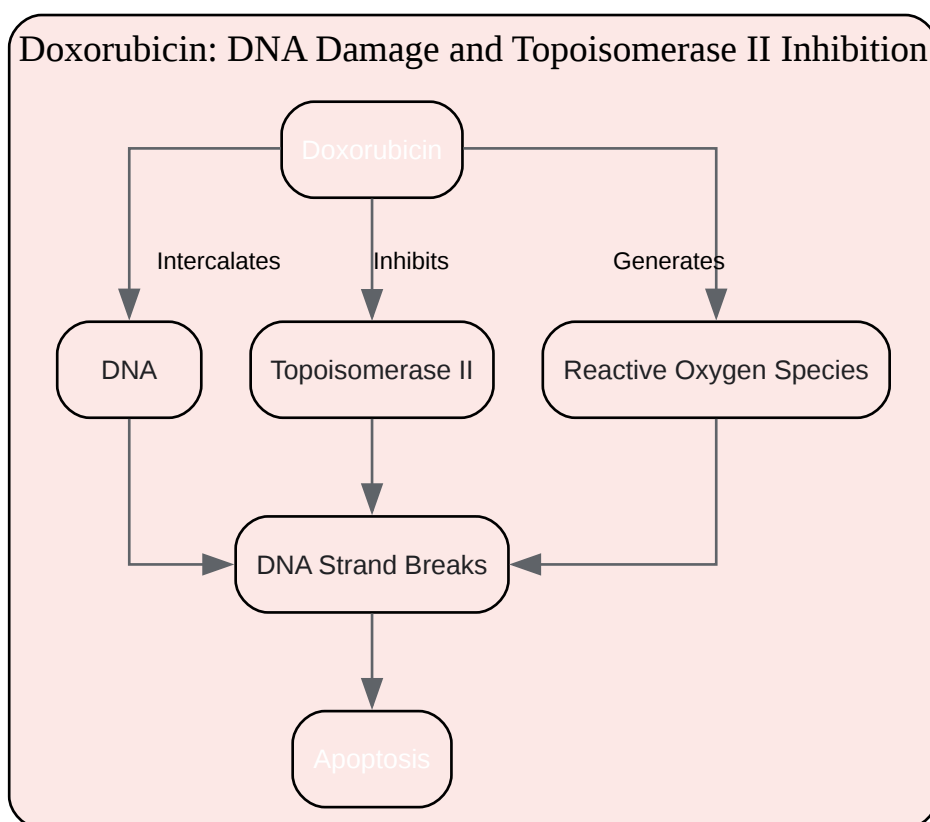 Doxorubicin: DNA Damage and Topoisomerase II Inhibition
Doxorubicin
Intercalates
Inhibits
Generates
DNA
Topoisomerase II
Reactive Oxygen Species
DNA Strand Breaks
Apoptosis